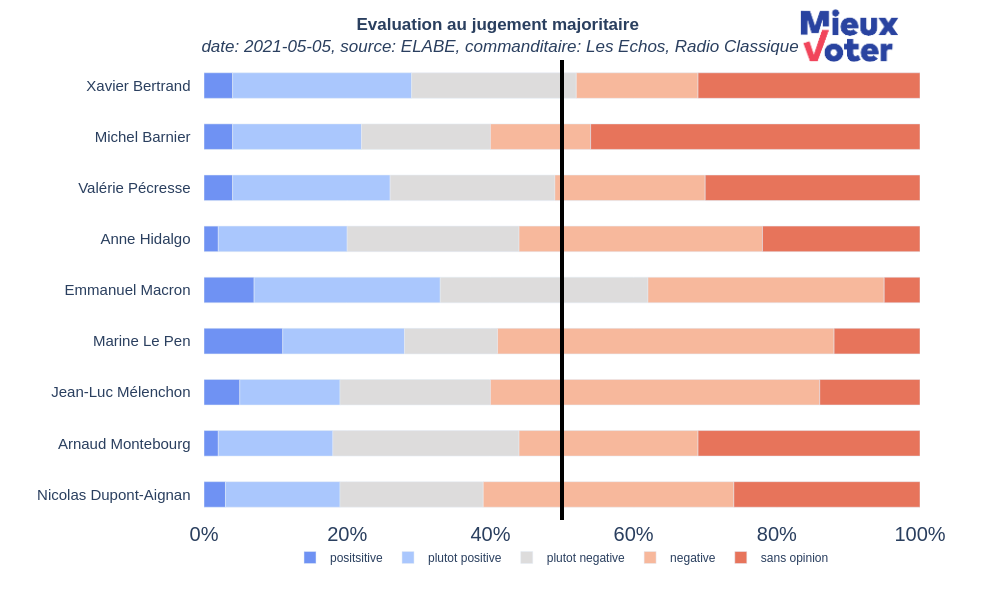 Evaluation au jugement majoritaire
date: 2021-05-05, source: ELABE, commanditaire: Les Echos, Radio Classique
Mieux
Voter
Xavier Bertrand
Michel Barnier
Valérie Pécresse
Anne Hidalgo
Emmanuel Macron
Marine Le Pen
Jean-Luc Mélenchon
Arnaud Montebourg
Nicolas Dupont-Aignan
0% 20% 40% 60% 80% 100%
positsitive plutot positive plutot negative negative sans opinion